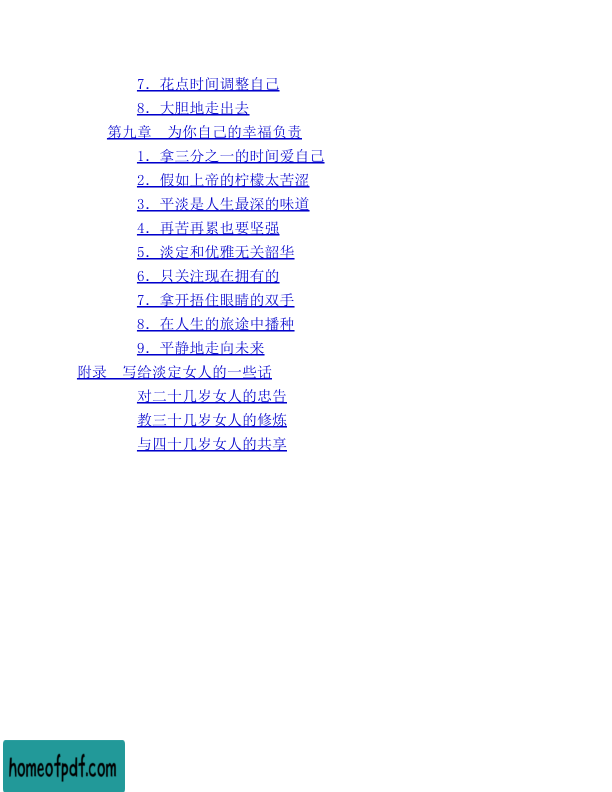 7．花点时间调整自己
8．大胆地走出去
第九章　为你自己的幸福负责
1．拿三分之一的时间爱自己
2．假如上帝的柠檬太苦涩
3．平淡是人生最深的味道
4．再苦再累也要坚强
5．淡定和优雅无关韶华
6．只关注现在拥有的
7．拿开捂住眼睛的双手
8．在人生的旅途中播种
9．平静地走向未来
附录　写给淡定女人的一些话
对二十几岁女人的忠告
教三十几岁女人的修炼
与四十几岁女人的共享
homeofpdf.com